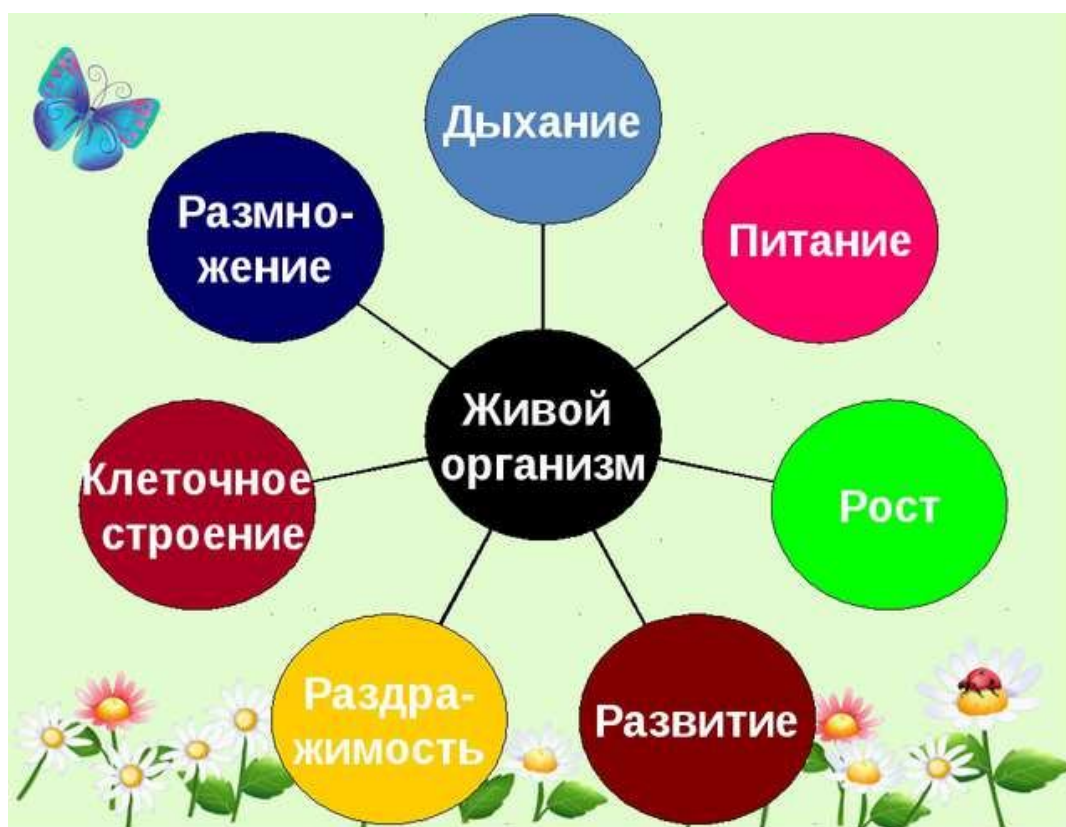 Дыхание
Размно-
жение
Питание
Живой
организм
Клеточное
строение
Рост
Раздра-
жимость
Развитие